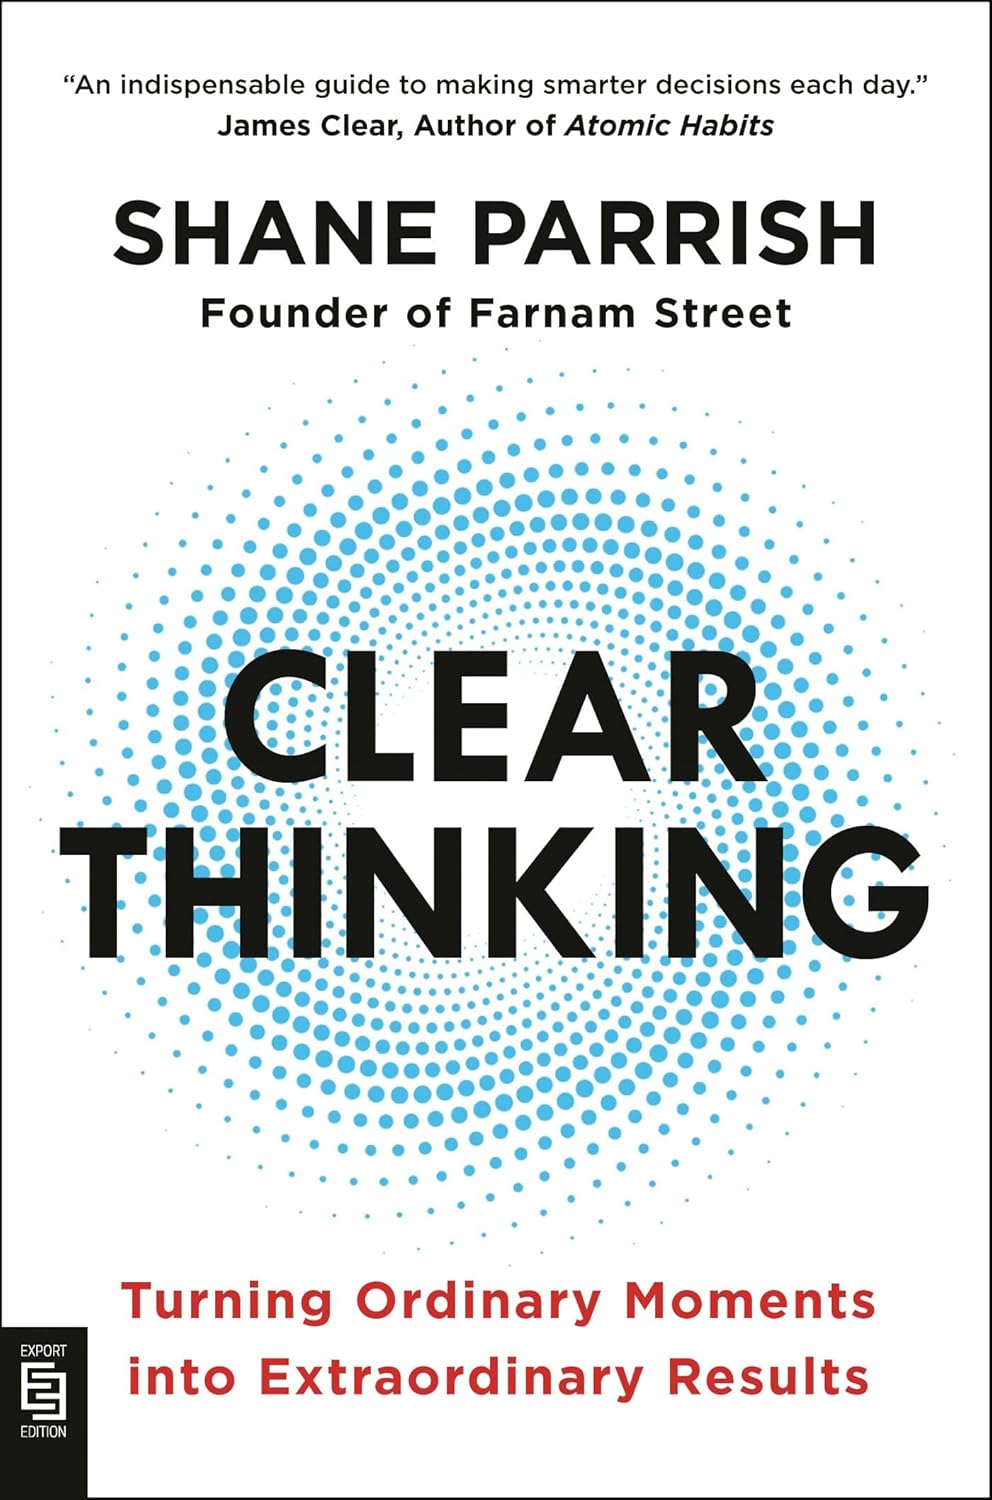 “An indispensable guide to making smarter decisions each day.”
James Clear, Author of Atomic Habits
SHANE PARRISH
Founder of Farnam Street
CLEAR
THINKING
Turning Ordinary Moments
into Extraordinary Results
EXPORT
EDITION